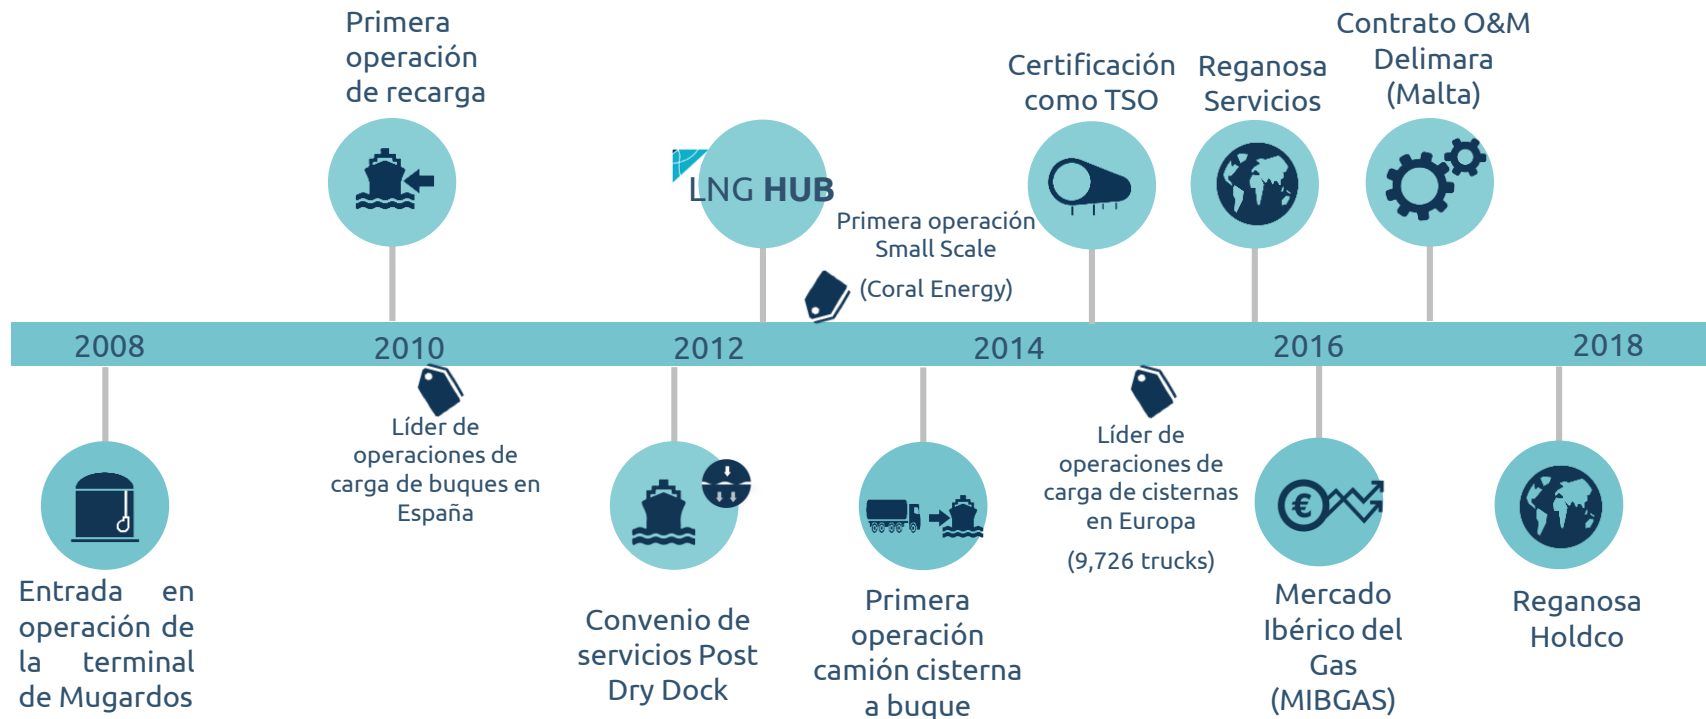 Primera
operación
de recarga
LNG HUB
Primera operación
Small Scale
(Coral Energy)
Certificación
como TSO
Reganosa
Servicios
Contrato O&M
Delimara
(Malta)
2008
2010
2012
2014
2016
2018
Entrada en
operación de
la terminal
de Mugardos
Líder de
operaciones de
carga de buques en
España
Convenio de
servicios Post
Dry Dock
Primera
operación
camión cisterna
a buque
Líder de
operaciones de
carga de cisternas
en Europa
(9,726 trucks)
€
Mercado
Ibérico del
Gas
(MIBGAS)
Reganosa
Holdco